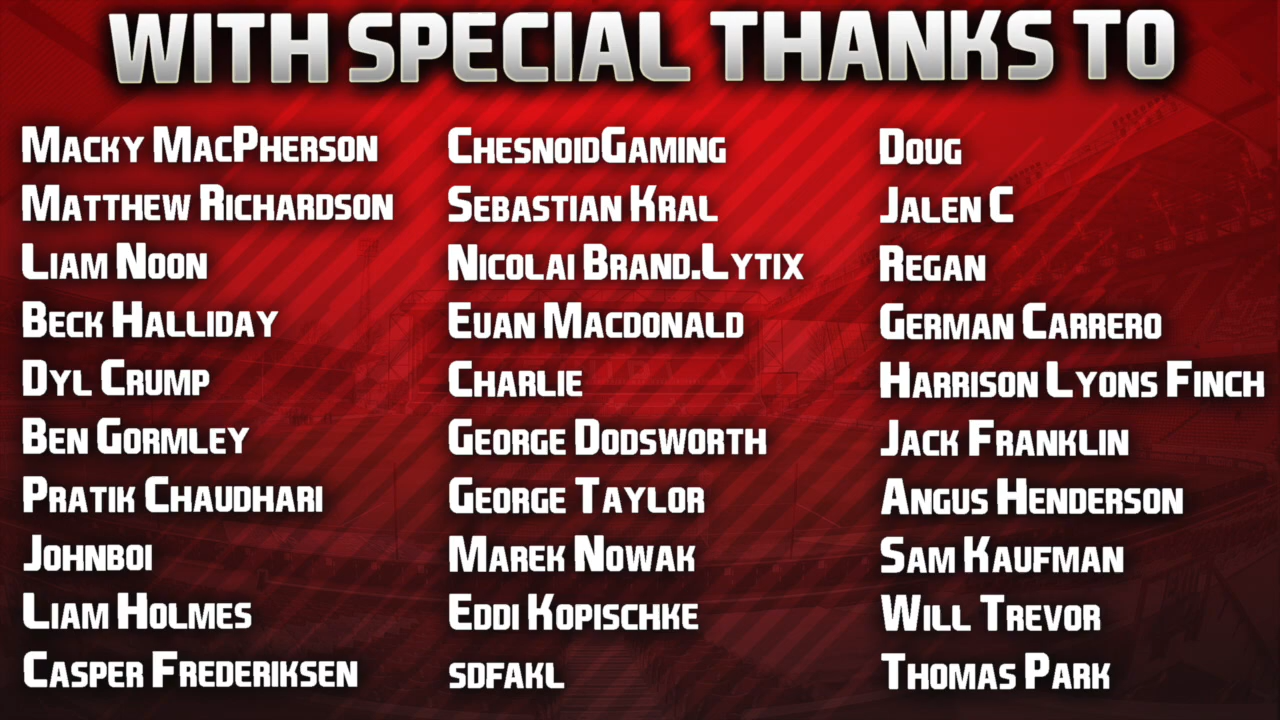 WITH SPECIAL THANKS TO
Macky MacPherson
Matthew Richardson
Liam Noon
Beck Halliday
Dyl Crump
Ben Gormley
Pratik Chaudhari
Johnboi
Liam Holmes
Casper Frederiksen
ChesnoidGaming
Sebastian Kral
Nicolai Brand.Lytix
Euan Macdonald
Charlie
George Dodsworth
George Taylor
Marek Nowak
Eddi Kopischke
sdfakl
Doug
Jalen C
Regan
German Carrero
Harrison Lyons Finch
Jack Franklin
Angus Henderson
Sam Kaufman
Will Trevor
Thomas Park